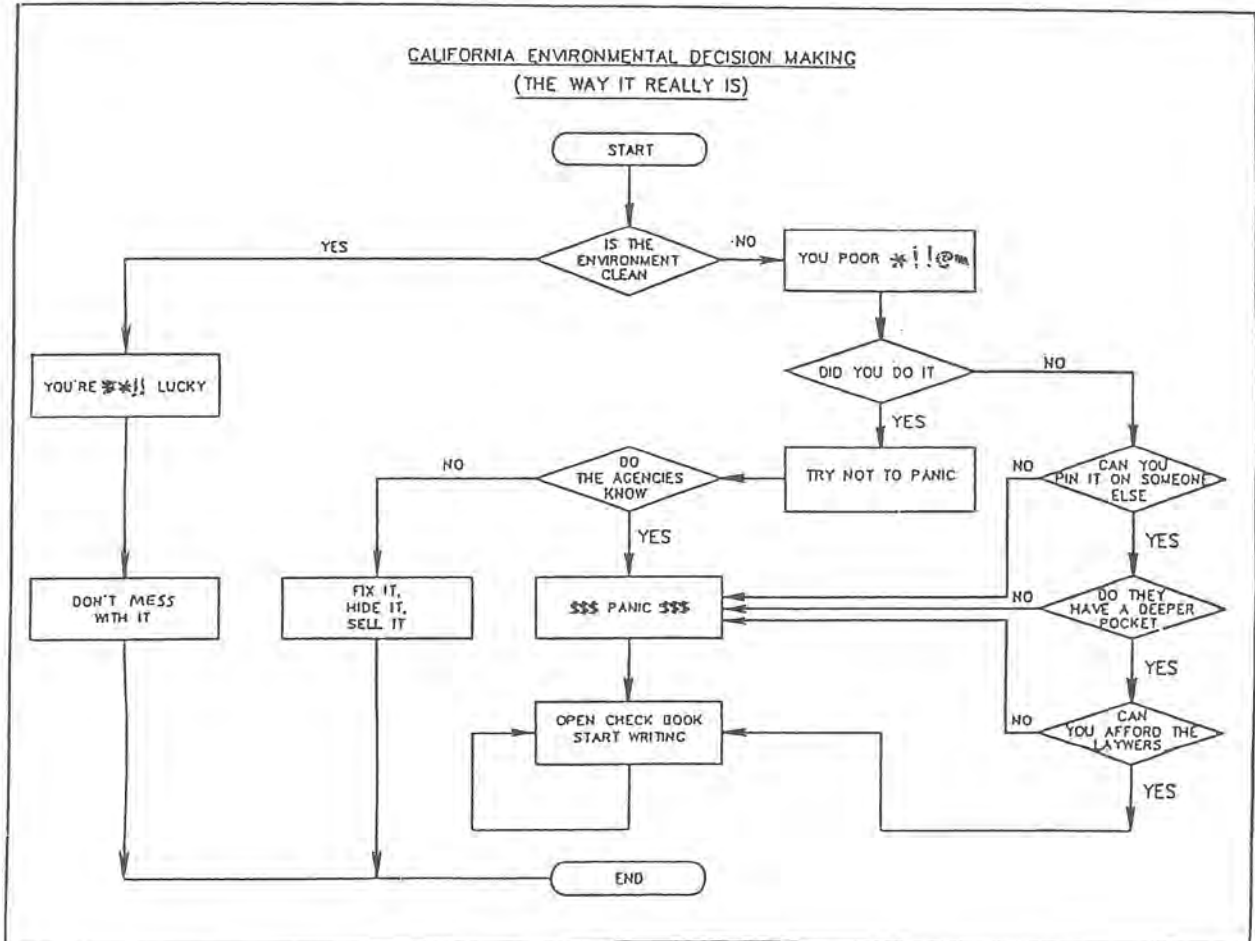 CALIFORNIA ENVIRONMENTAL DECISION MAKING
(THE WAY IT REALLY IS)
START
IS THE
ENVIRONMENT
CLEAN
YES
NO
YOU POOR *!!@
YOU'RE **!! LUCKY
DID YOU DO IT
NO
YES
TRY NOT TO PANIC
DO
THE AGENCIES
KNOW
NO
YES
CAN YOU
PIN IT ON SOMEONE
ELSE
NO
YES
DON'T MESS
WITH IT
FIX IT,
HIDE IT,
SELL IT
$$$ PANIC $$$
DO THEY
HAVE A DEEPER
POCKET
NO
YES
OPEN CHECK BOOK
START WRITING
CAN
YOU AFFORD THE
LAYWERS
NO
YES
END